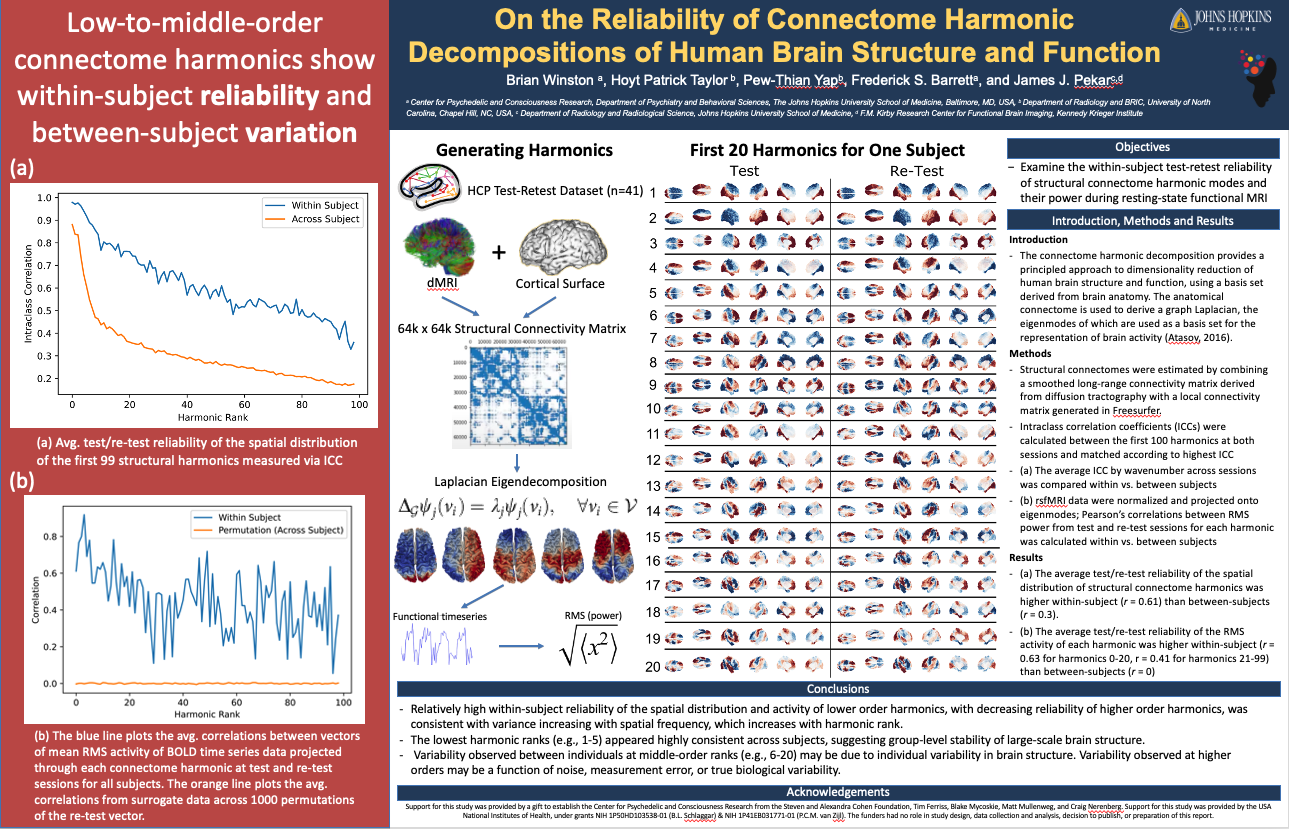 Low-to-middle-order
connectome harmonics show
within-subject reliability and
between-subject variation
(a)
Within Subject
Across Subject
Intraclass Correlation
1.0
0.9
0.8
0.7
0.6
0.5
0.4
0.3
0.2
0 20 40 60 80 100
Harmonic Rank
(a) Avg. test/re-test reliability of the spatial distribution
of the first 99 structural harmonics measured via ICC
(b)
Within Subject
Permutation (Across Subject)
Correlation
0.8
0.6
0.4
0.2
0.0
0 20 40 60 80 100
Harmonic Rank
(b) The blue line plots the avg. correlations between vectors
of mean RMS activity of BOLD time series data projected
through each connectome harmonic at test and re-test
sessions for all subjects. The orange line plots the avg.
correlations from surrogate data across 1000 permutations
of the re-test vector.
On the Reliability of Connectome Harmonic
Decompositions of Human Brain Structure and Function
JOHNS HOPKINS
MEDICINE
Brian Winston a, Hoyt Patrick Taylor b, Pew-Thian Yapb, Frederick S. Barretta, and James J. Pekarc,d
a Center for Psychedelic and Consciousness Research, Department of Psychiatry and Behavioral Sciences, The Johns Hopkins University School of Medicine, Baltimore, MD, USA, b Department of Radiology and BRIC, University of North
Carolina, Chapel Hill, NC, USA, c Department of Radiology and Radiological Science, Johns Hopkins University School of Medicine, d F.M. Kirby Research Center for Functional Brain Imaging, Kennedy Krieger Institute
Generating Harmonics
HCP Test-Retest Dataset (n=41)
+
dMRI
Cortical Surface
64k x 64k Structural Connectivity Matrix
0 10000 20000 30000 40000 50000 60000
0
10000
20000
30000
40000
50000
60000
Laplacian Eigendecomposition
Δ𝒢ψj(νi) = λjψj(νi), ∀νi ∈ 𝒱
Functional timeseries
RMS (power)
√⟨x²⟩
First 20 Harmonics for One Subject
Test
Re-Test
1
2
3
4
5
6
7
8
9
10
11
12
13
14
15
16
17
18
19
20
Objectives
– Examine the within-subject test-retest reliability
of structural connectome harmonic modes and
their power during resting-state functional MRI
Introduction, Methods and Results
Introduction
- The connectome harmonic decomposition provides a
principled approach to dimensionality reduction of
human brain structure and function, using a basis set
derived from brain anatomy. The anatomical
connectome is used to derive a graph Laplacian, the
eigenmodes of which are used as a basis set for the
representation of brain activity (Atasoy, 2016).
Methods
- Structural connectomes were estimated by combining
a smoothed long-range connectivity matrix derived
from diffusion tractography with a local connectivity
matrix generated in Freesurfer.
- Intraclass correlation coefficients (ICCs) were
calculated between the first 100 harmonics at both
sessions and matched according to highest ICC
- (a) The average ICC by wavenumber across sessions
was compared within vs. between subjects
- (b) rsfMRI data were normalized and projected onto
eigenmodes; Pearson's correlations between RMS
power from test and re-test sessions for each harmonic
was calculated within vs. between subjects
Results
- (a) The average test/re-test reliability of the spatial
distribution of structural connectome harmonics was
higher within-subject (r = 0.61) than between-subjects
(r = 0.3).
- (b) The average test/re-test reliability of the RMS
activity of each harmonic was higher within-subject (r =
0.63 for harmonics 0-20, r = 0.41 for harmonics 21-99)
than between-subjects (r = 0)
Conclusions
- Relatively high within-subject reliability of the spatial distribution and activity of lower order harmonics, with decreasing reliability of higher order harmonics, was
consistent with variance increasing with spatial frequency, which increases with harmonic rank.
- The lowest harmonic ranks (e.g., 1-5) appeared highly consistent across subjects, suggesting group-level stability of large-scale brain structure.
- Variability observed between individuals at middle-order ranks (e.g., 6-20) may be due to individual variability in brain structure. Variability observed at higher
orders may be a function of noise, measurement error, or true biological variability.
Acknowledgements
Support for this study was provided by a gift to establish the Center for Psychedelic and Consciousness Research from the Steven and Alexandra Cohen Foundation, Tim Ferriss, Blake Mycoskie, Matt Mullenweg, and Craig Nerenberg. Support for this study was provided by the USA
National Institutes of Health, under grants NIH 1P50HD103538-01 (B.L. Schlaggar) & NIH 1P41EB031771-01 (P.C.M. van Zijl). The funders had no role in study design, data collection and analysis, decision to publish, or preparation of this report.